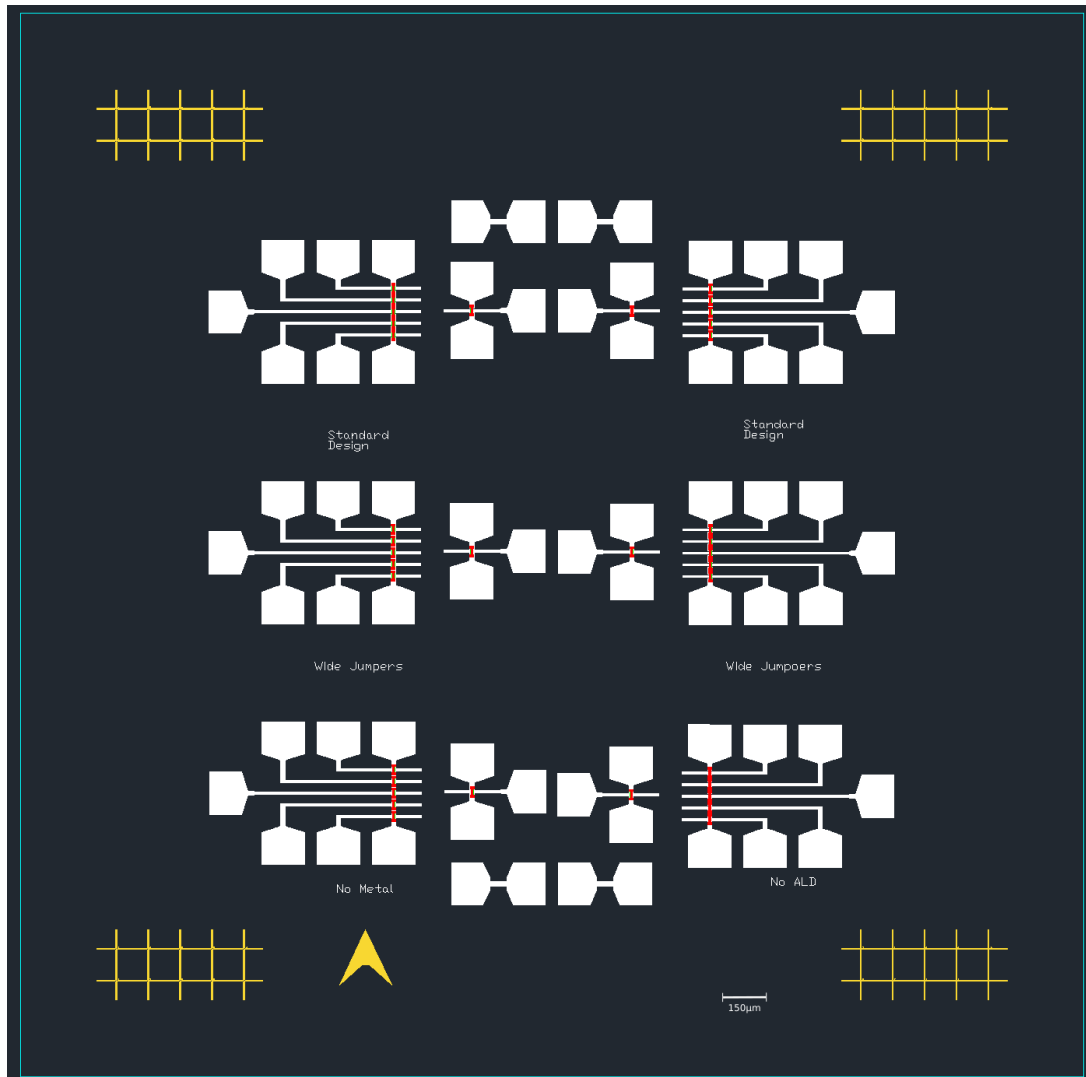 Standard
Design
Standard
Design
WIde Jumpers
WIde Jumpoers
No Metal
No ALD
150μm